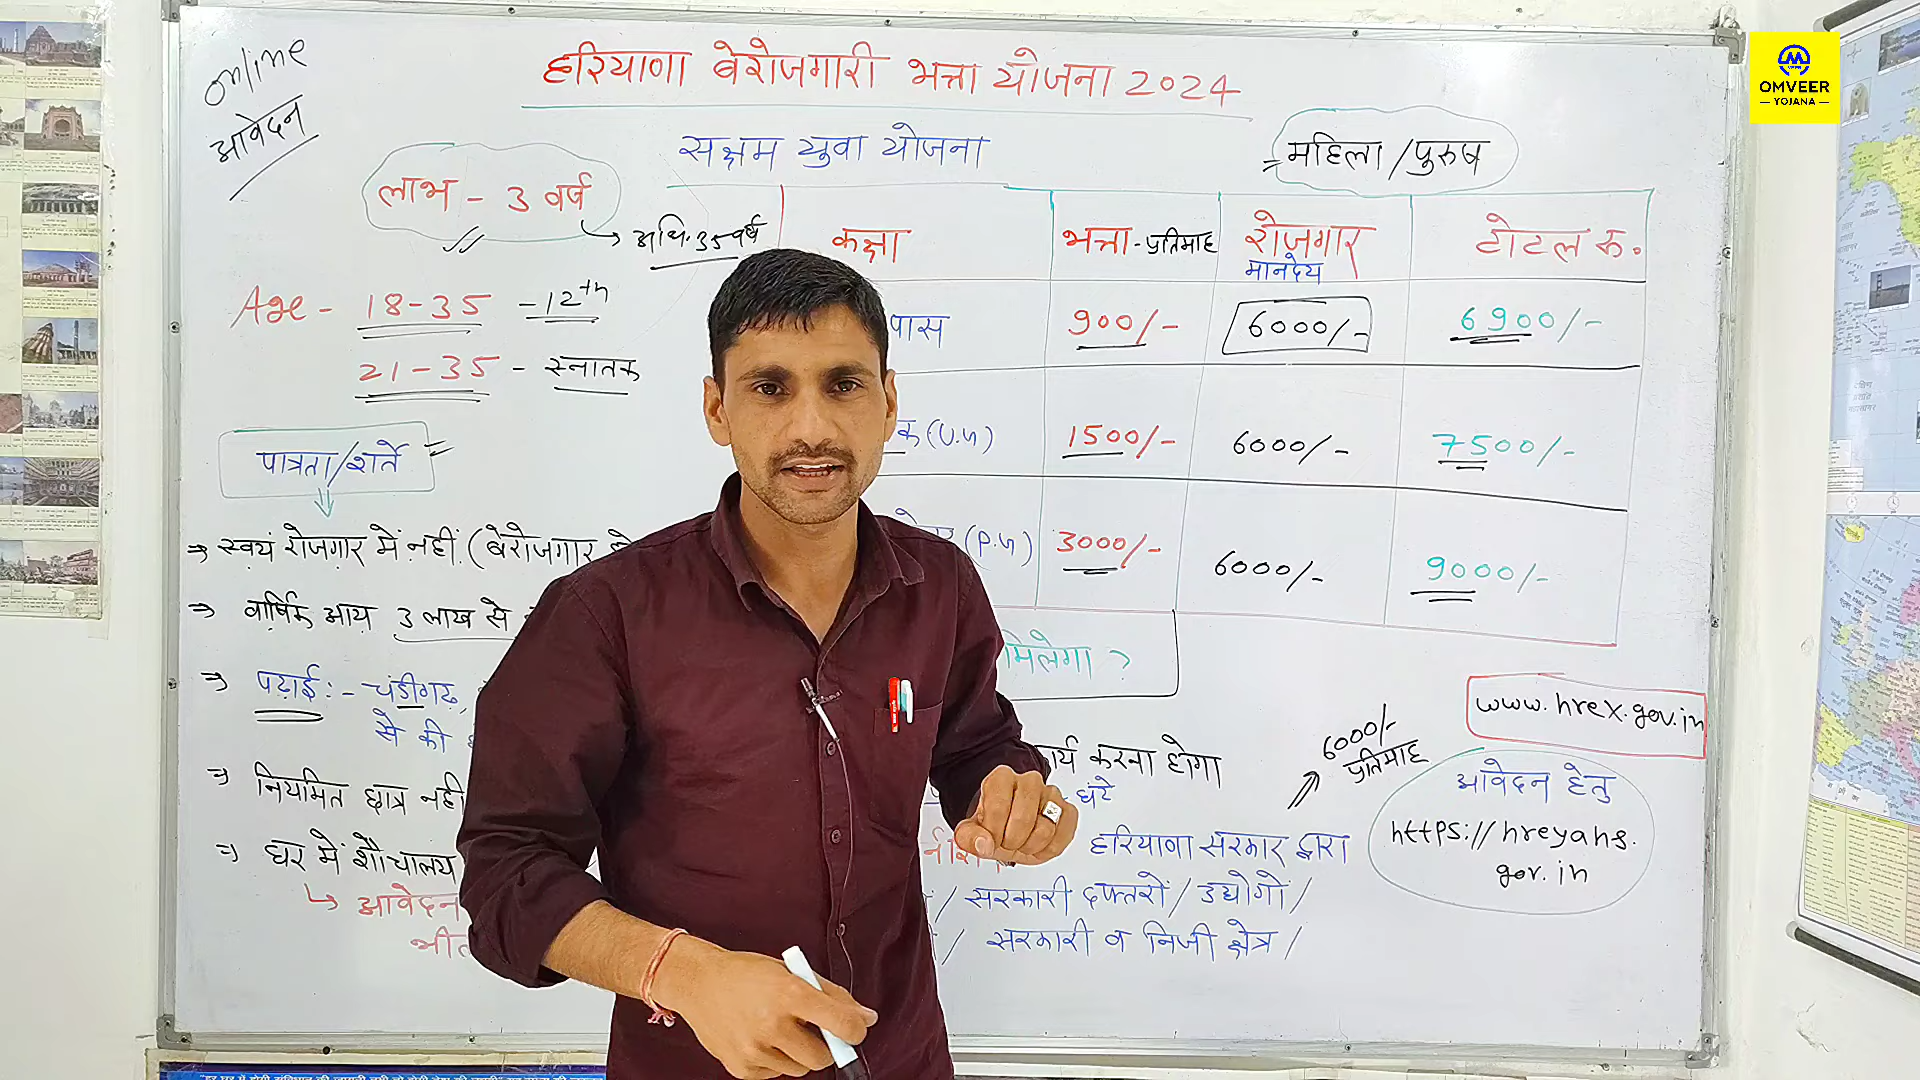 OMVEER
YOJANA
online
आवेदन
हरियाणा बेरोजगारी भत्ता योजना 2024
सक्षम युवा योजना
= महिला/पुरुष
लाभ - 3 वर्ष
अधि. 35 वर्ष
Age - 18-35 - 12th
21-35 - स्नातक
कक्षा
भत्ता - प्रतिमाह
रोजगार
मानदेय
टोटल रु.
पास 900/- 6000/- 6900/-
क (U.G) 1500/- 6000/- 7500/-
(P.G) 3000/- 6000/- 9000/-
मिलेगा ?
पात्रता/शर्ते =
⇒ स्वयं रोजगार में नहीं (बेरोजगार
⇒ वार्षिक आय 3 लाख से
⇒ पढ़ाई :- चंडीगढ़,
से की
⇒ नियमित छात्र नहीं
⇒ घर में शौचालय
↳ आवेदन
कार्य करना होगा
घंटे
6000/-
प्रतिमाह
हरियाणा सरकार द्वारा
/ सरकारी दफ्तरों / उद्योगों /
/ सरकारी व निजी क्षेत्र /
www.hrex.gov.in
आवेदन हेतु
https://hreyahs.
gov.in